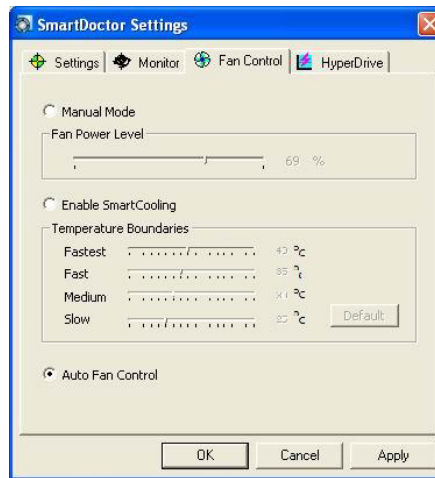 SmartDoctor Settings
Settings Monitor Fan Control HyperDrive
Manual Mode
Fan Power Level
69 %
Enable SmartCooling
Temperature Boundaries
Fastest °C
Fast
Medium °C
Slow °C Default
Auto Fan Control
OK Cancel Apply